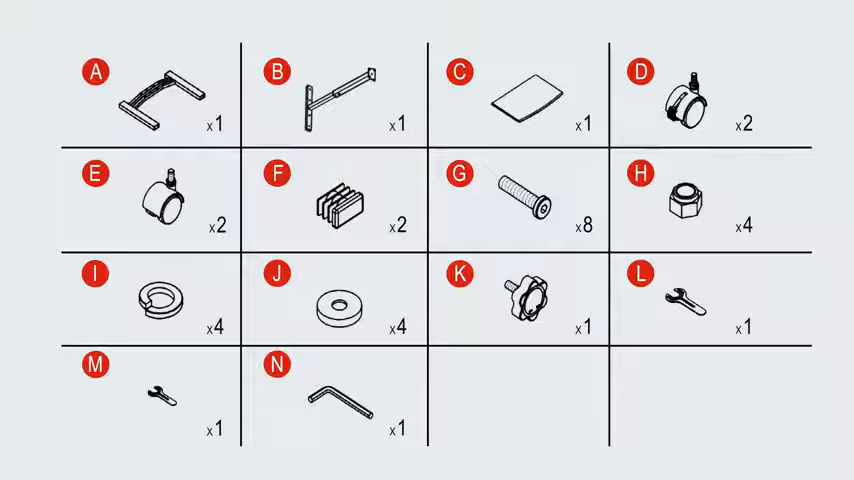 A B C D
x1 x1 x1 x2
E F G H
x2 x2 x8 x4
I J K L
x4 x4 x1 x1
M N
x1 x1